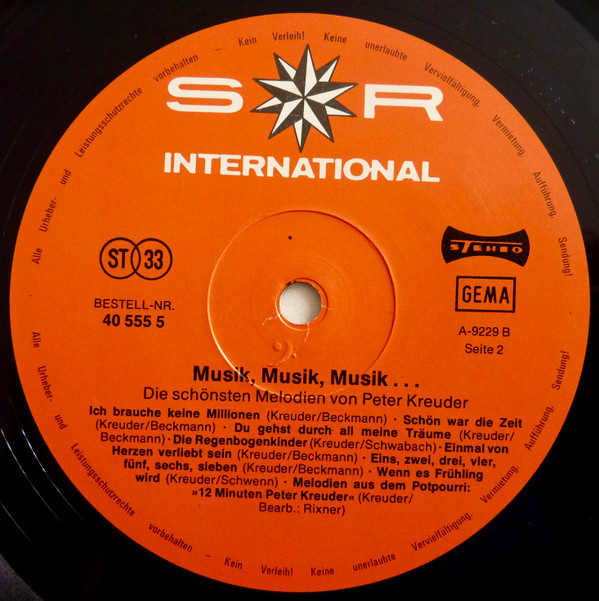 Alle Urheber- und Leistungsschutzrechte vorbehalten - Kein Verleih! Keine unerlaubte Vervielfältigung, Vermietung, Aufführung, Sendung!
S R
INTERNATIONAL
ST 33
STEREO
BESTELL-NR.
40 555 5
GEMA
A-9229 B
Seite 2
Musik, Musik, Musik . . .
Die schönsten Melodien von Peter Kreuder
Ich brauche keine Millionen (Kreuder/Beckmann) · Schön war die Zeit
(Kreuder/Beckmann) · Du gehst durch all meine Träume (Kreuder/
Beckmann) · Die Regenbogenkinder (Kreuder/Schwabach) · Einmal von
Herzen verliebt sein (Kreuder/Beckmann) · Eins, zwei, drei, vier,
fünf, sechs, sieben (Kreuder/Beckmann) · Wenn es Frühling
wird (Kreuder/Schwenn) · Melodien aus dem Potpourri:
»12 Minuten Peter Kreuder« (Kreuder/
Bearb.: Rixner)
Alle Urheber- und Leistungsschutzrechte vorbehalten - Kein Verleih! Keine unerlaubte Vervielfältigung, Vermietung, Aufführung, Sendung!